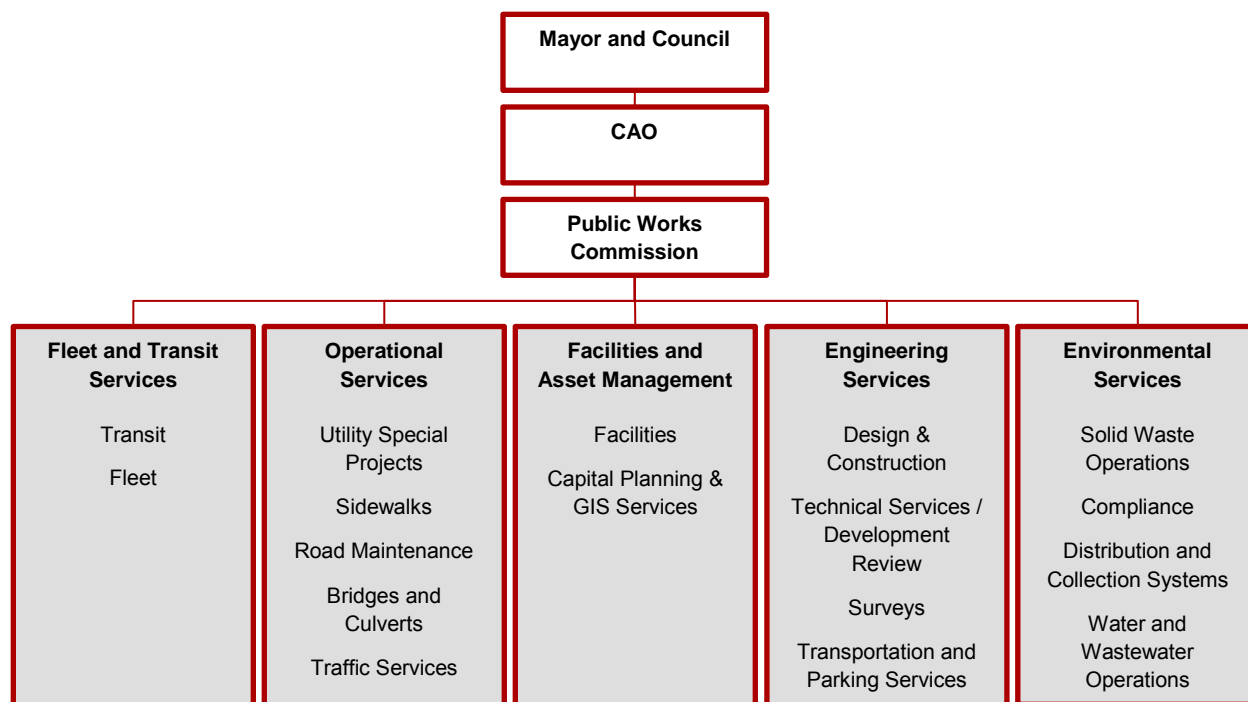 Mayor and Council
CAO
Public Works
Commission
Fleet and Transit
Services
Transit
Fleet
Operational
Services
Utility Special
Projects
Sidewalks
Road Maintenance
Bridges and
Culverts
Traffic Services
Facilities and
Asset Management
Facilities
Capital Planning &
GIS Services
Engineering
Services
Design &
Construction
Technical Services /
Development
Review
Surveys
Transportation and
Parking Services
Environmental
Services
Solid Waste
Operations
Compliance
Distribution and
Collection Systems
Water and
Wastewater
Operations